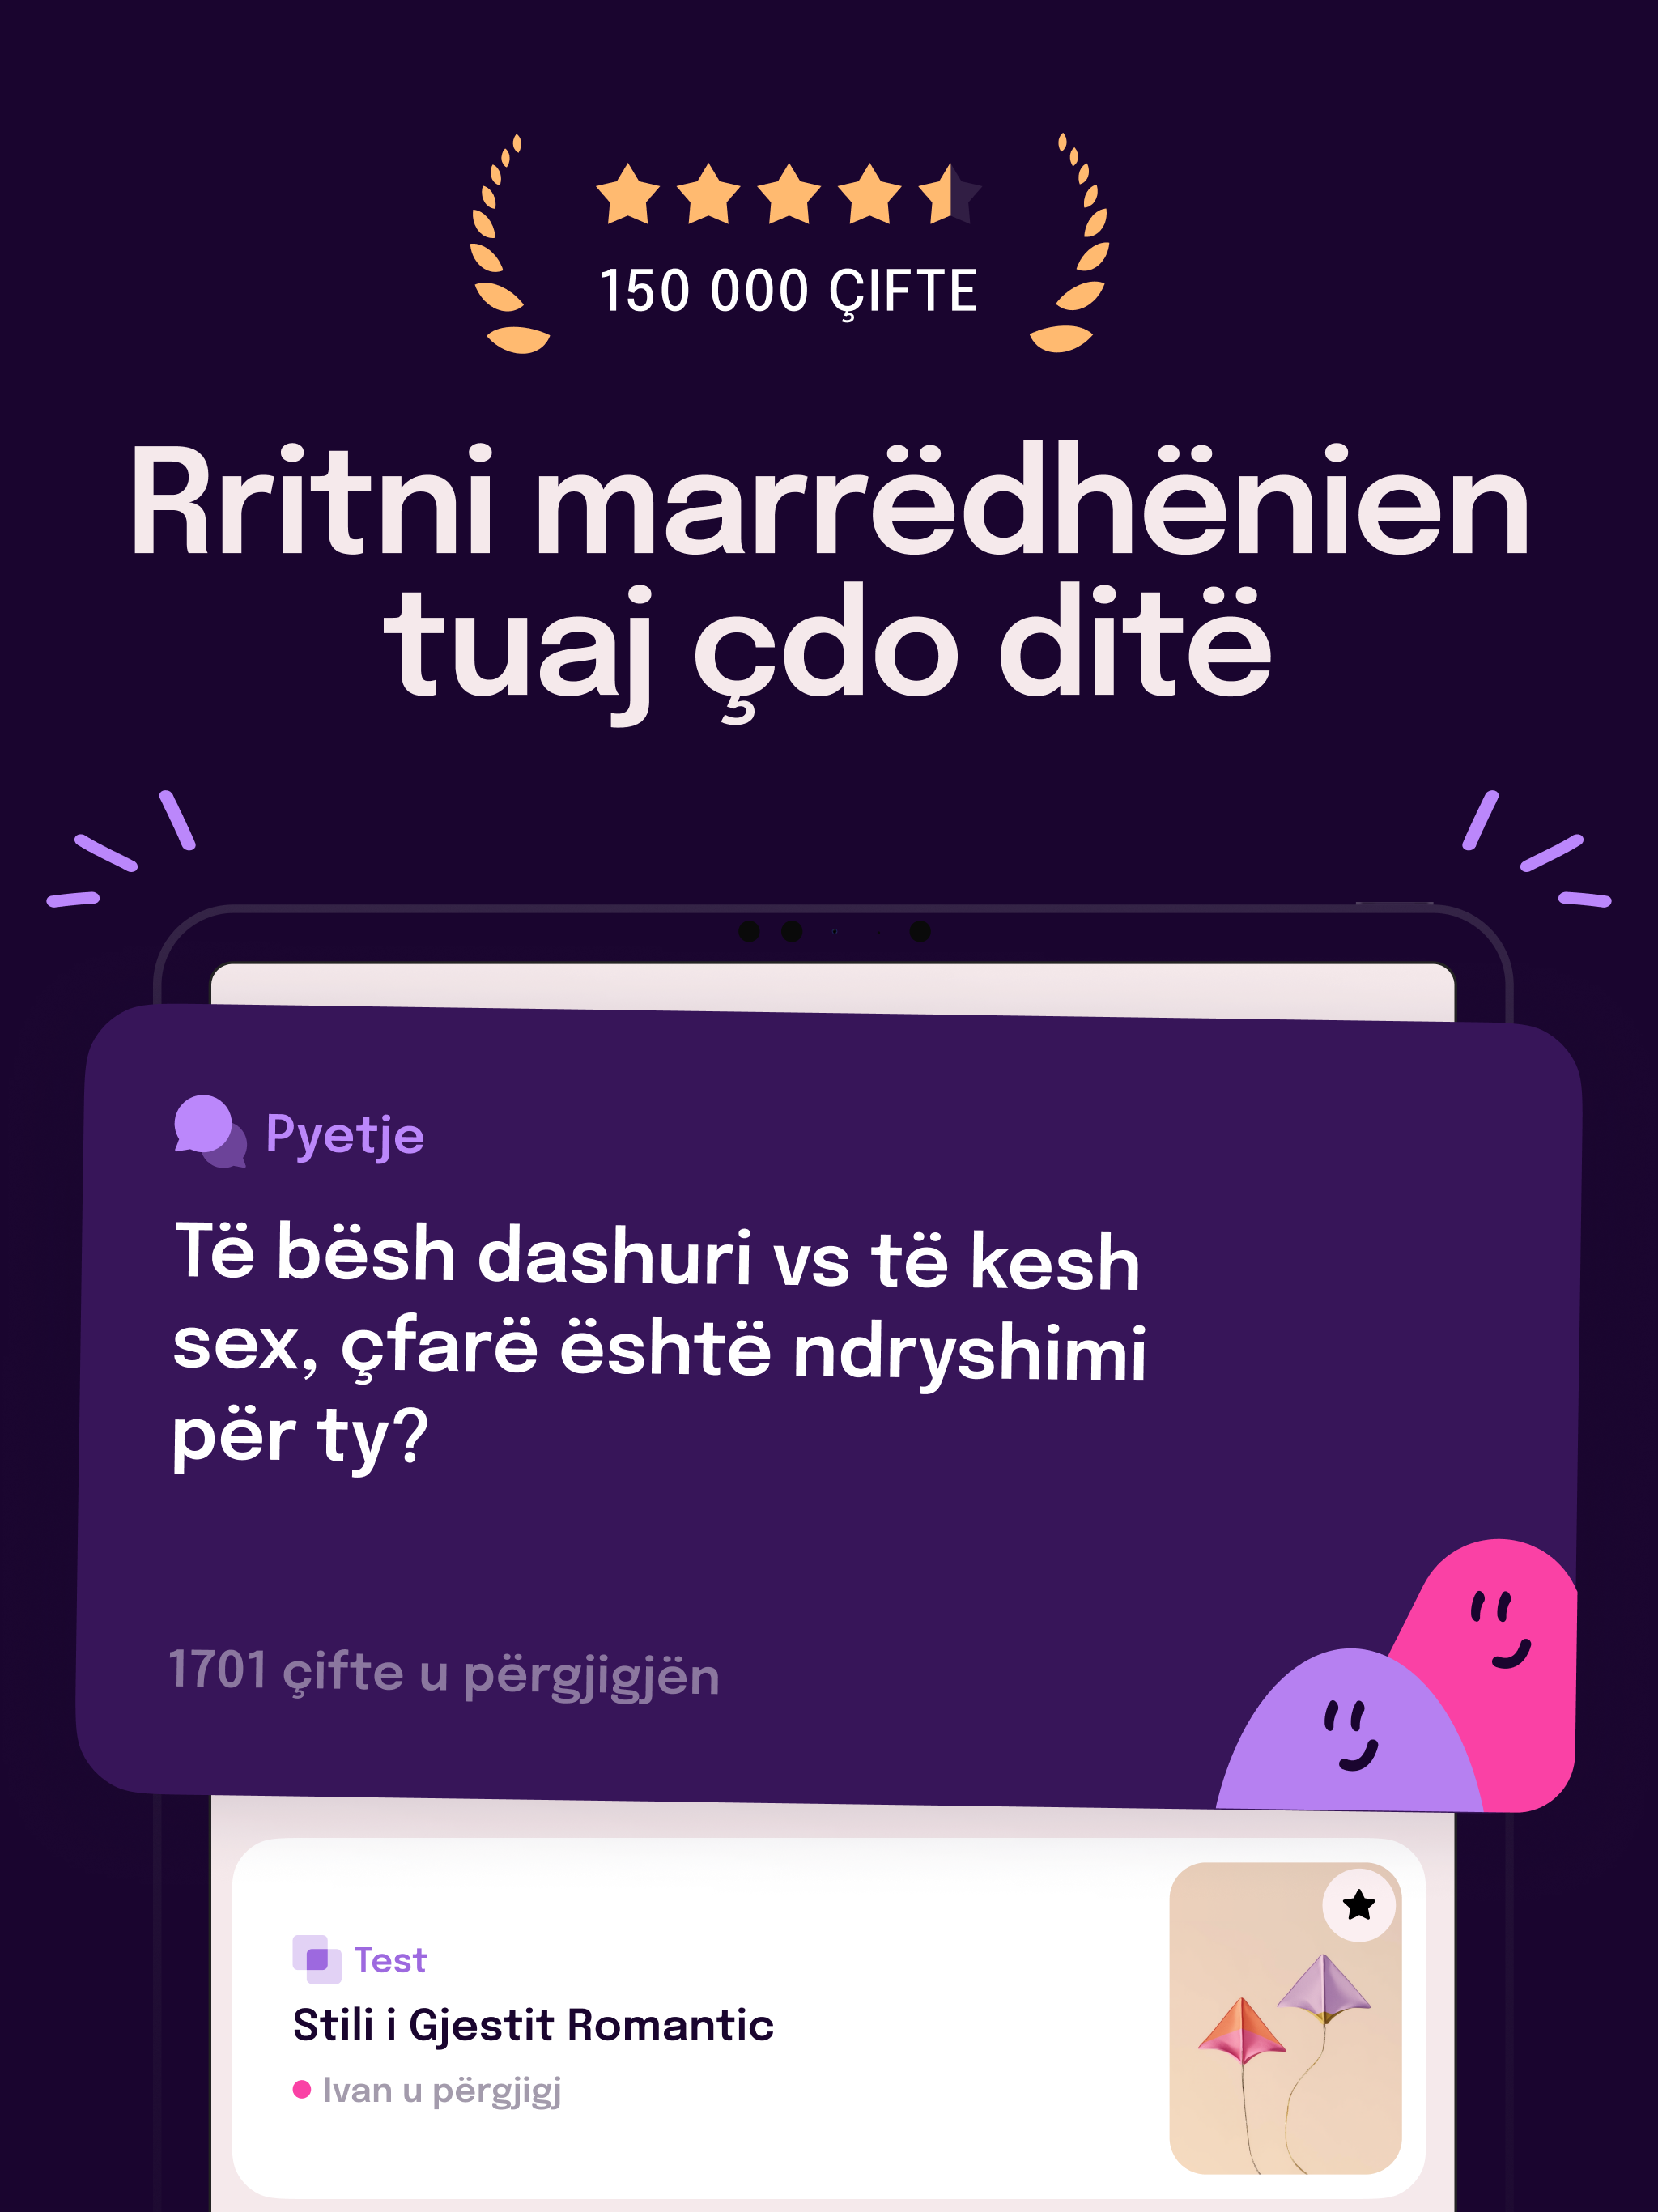 150 000 ÇIFTE
Rritni marrëdhënien
tuaj çdo ditë
Pyetje
Të bësh dashuri vs të kesh
sex, çfarë është ndryshimi
për ty?
1701 çifte u përgjigjën
Test
Stili i Gjestit Romantic
Ivan u përgjigj